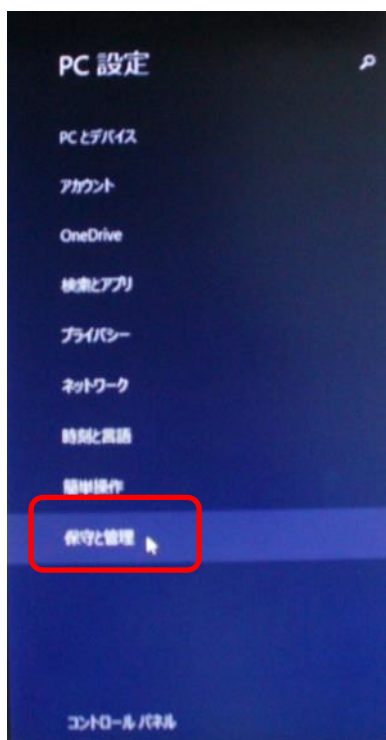 PC 設定
PC とデバイス
アカウント
OneDrive
検索とアプリ
プライバシー
ネットワーク
時刻と言語
簡単操作
保守と管理
コントロール パネル